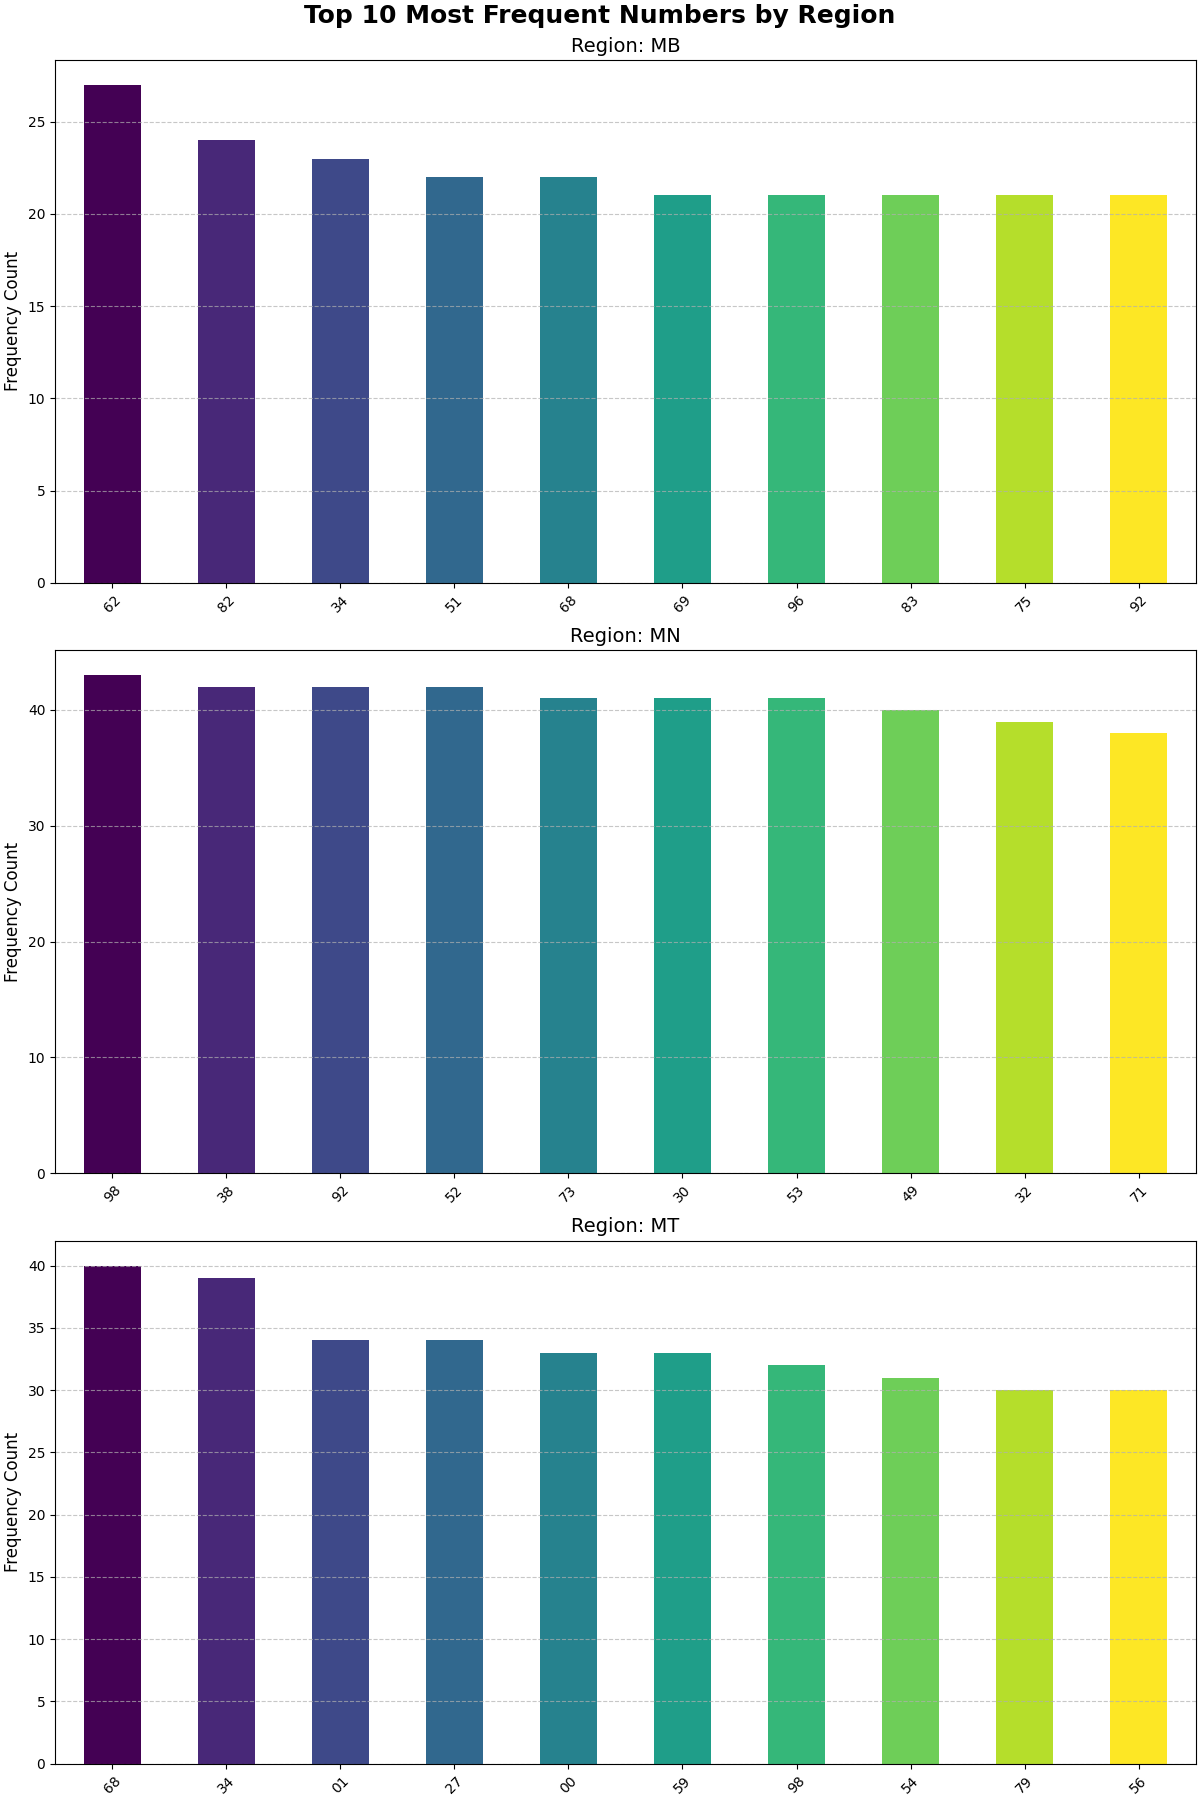 Top 10 Most Frequent Numbers by Region
Region: MB
Frequency Count
25
20
15
10
5
0
62 82 34 51 68 69 96 83 75 92
Region: MN
Frequency Count
40
30
20
10
0
98 38 92 52 73 30 53 49 32 71
Region: MT
Frequency Count
40
35
30
25
20
15
10
5
0
68 34 01 27 00 59 98 54 79 56